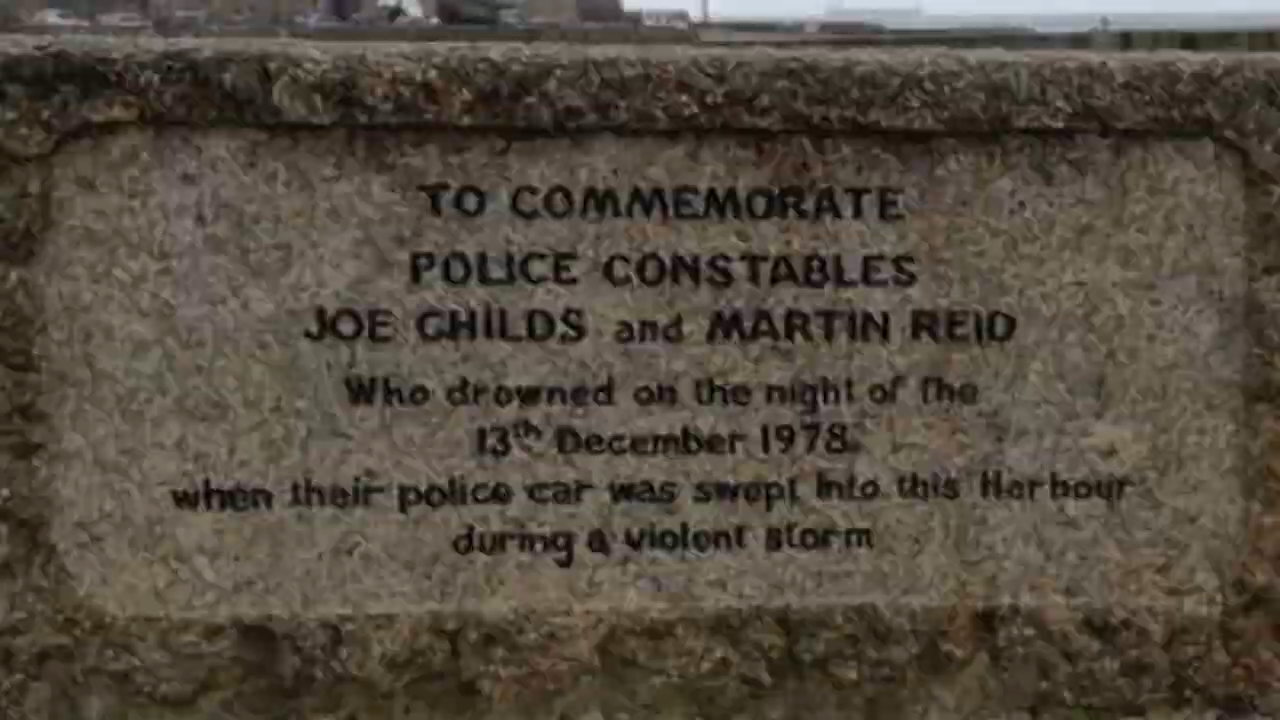 TO COMMEMORATE
POLICE CONSTABLES
JOE CHILDS and MARTIN REID
Who drowned on the night of the
13th December 1978.
when their police car was swept into this Harbour
during a violent storm